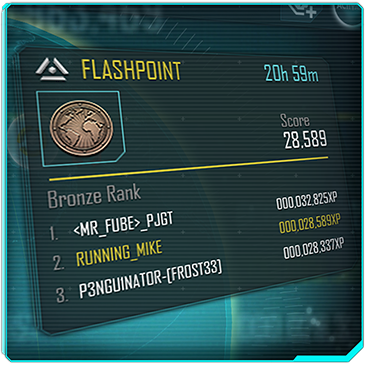 FLASHPOINT 20h 59m
Score
28,589
Bronze Rank
1. <MR_FUBE>_PJGT 000,032,825XP
2. RUNNING_MIKE 000,028,589XP
3. P3NGUINATOR-[FROST33] 000,028,337XP